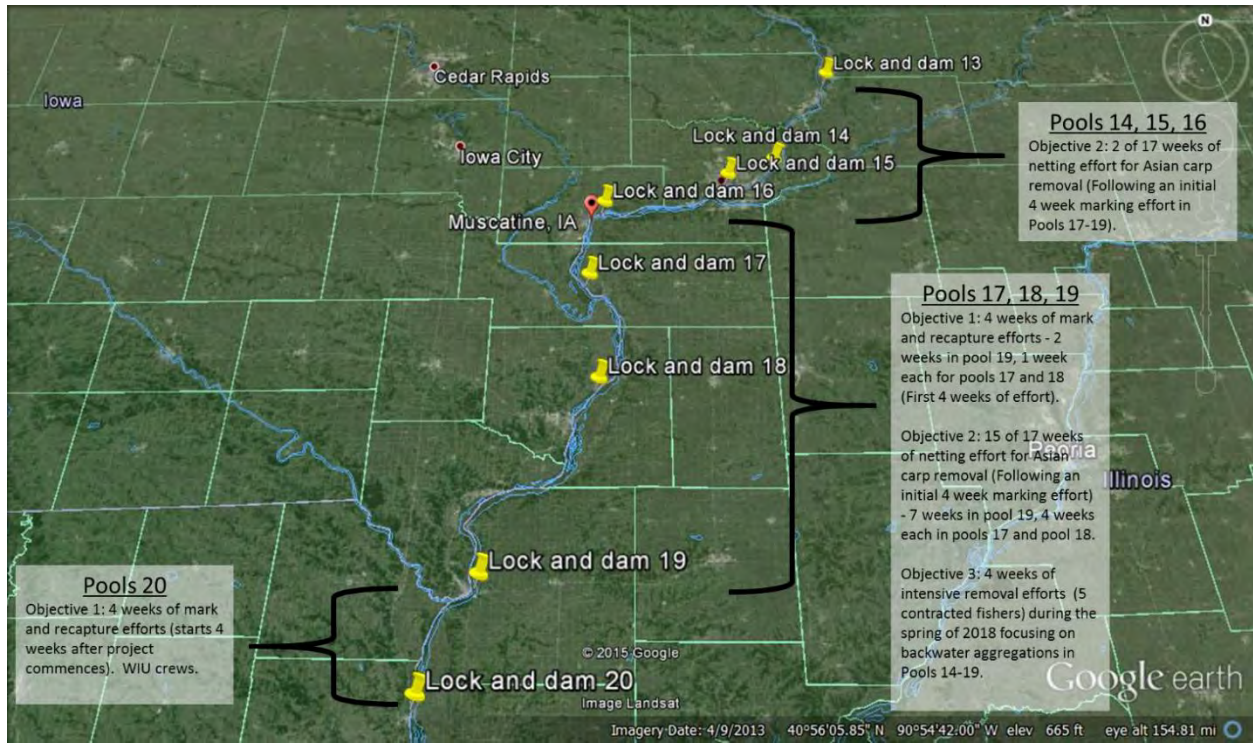 N
Lock and dam 13
Cedar Rapids
Iowa
Lock and dam 14
Iowa City
Lock and dam 15
Lock and dam 16
Muscatine, IA
Lock and dam 17
Lock and dam 18
Lock and dam 19
Lock and dam 20
Peoria
Illinois
Pools 14, 15, 16
Objective 2: 2 of 17 weeks of
netting effort for Asian carp
removal (Following an initial
4 week marking effort in
Pools 17-19).
Pools 17, 18, 19
Objective 1: 4 weeks of mark
and recapture efforts - 2
weeks in pool 19, 1 week
each for pools 17 and 18
(First 4 weeks of effort).
Objective 2: 15 of 17 weeks
of netting effort for Asian
carp removal (Following an
initial 4 week marking effort)
- 7 weeks in pool 19, 4 weeks
each in pools 17 and pool 18.
Objective 3: 4 weeks of
intensive removal efforts (5
contracted fishers) during the
spring of 2018 focusing on
backwater aggregations in
Pools 14-19.
Pools 20
Objective 1: 4 weeks of mark
and recapture efforts (starts 4
weeks after project
commences). WIU crews.
© 2015 Google
Image Landsat
Google earth
Imagery Date: 4/9/2013 40°56'05.85" N 90°54'42.00" W elev 665 ft eye alt 154.81 mi